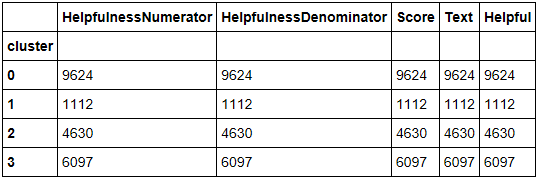 HelpfulnessNumerator HelpfulnessDenominator Score Text Helpful
cluster
0 9624 9624 9624 9624 9624
1 1112 1112 1112 1112 1112
2 4630 4630 4630 4630 4630
3 6097 6097 6097 6097 6097